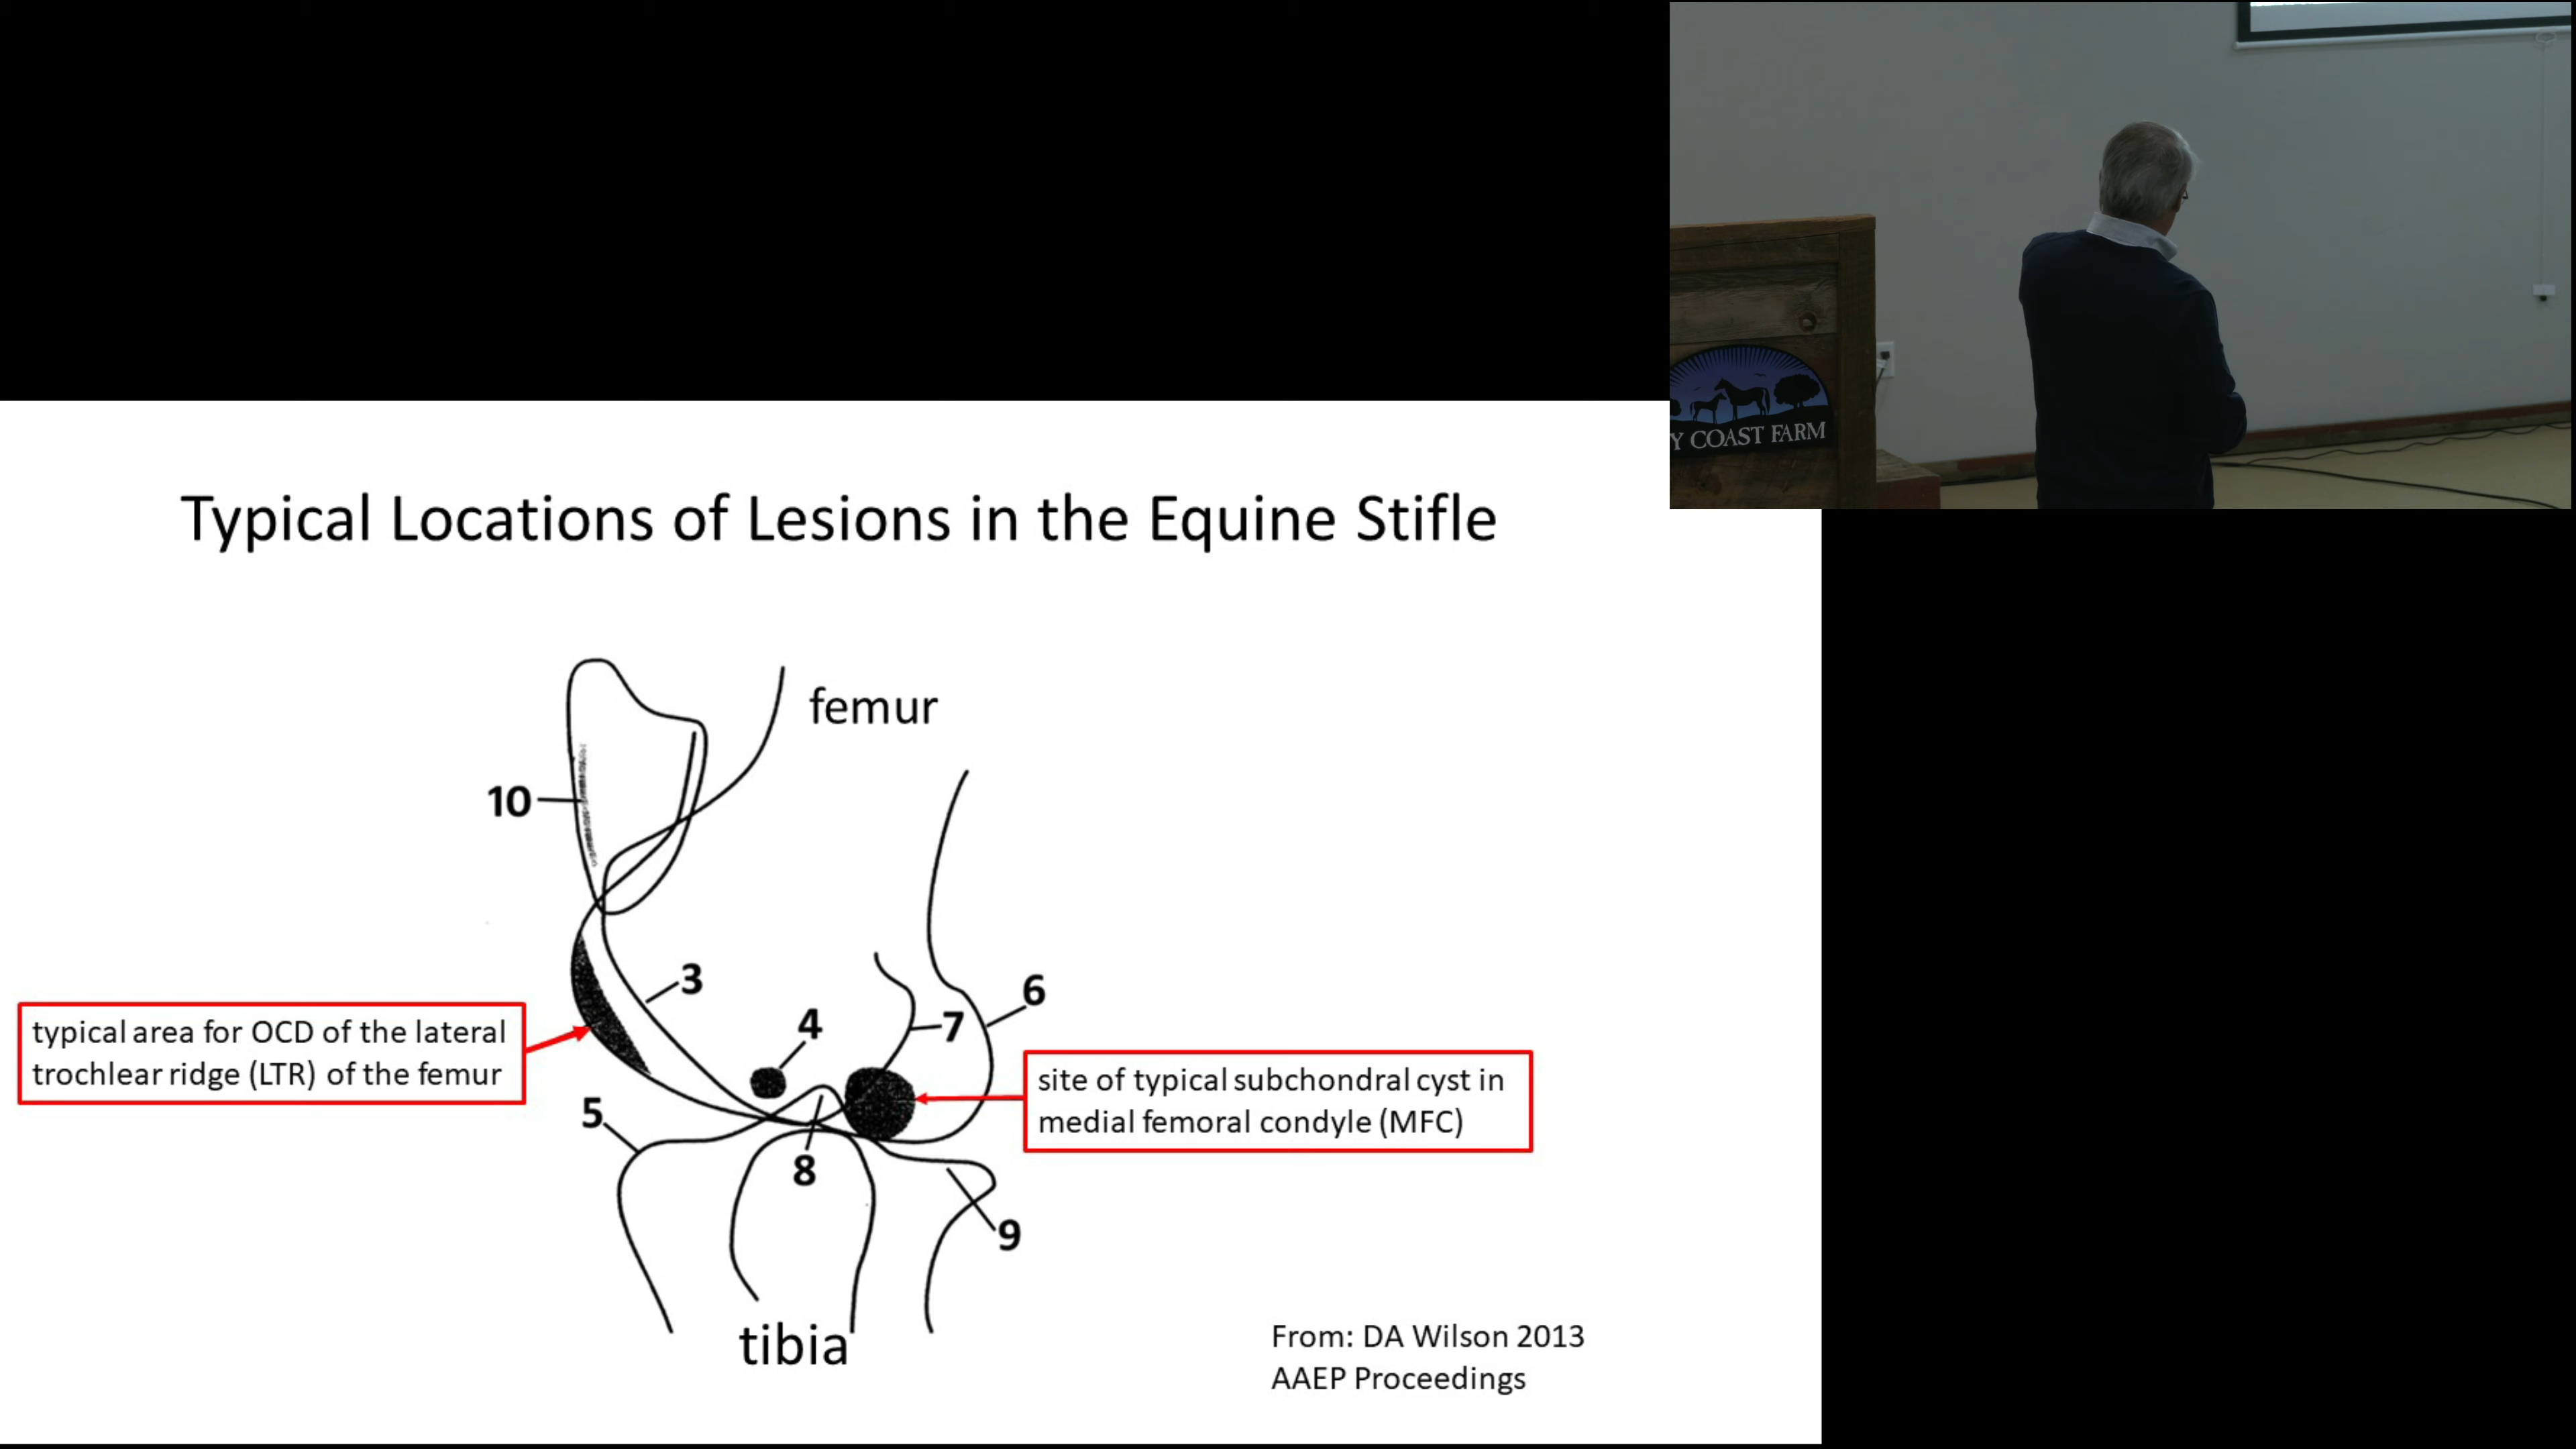 Y COAST FARM
Typical Locations of Lesions in the Equine Stifle
femur
10
3
4
7
6
typical area for OCD of the lateral
trochlear ridge (LTR) of the femur
site of typical subchondral cyst in
medial femoral condyle (MFC)
5
8
9
tibia
From: DA Wilson 2013
AAEP Proceedings